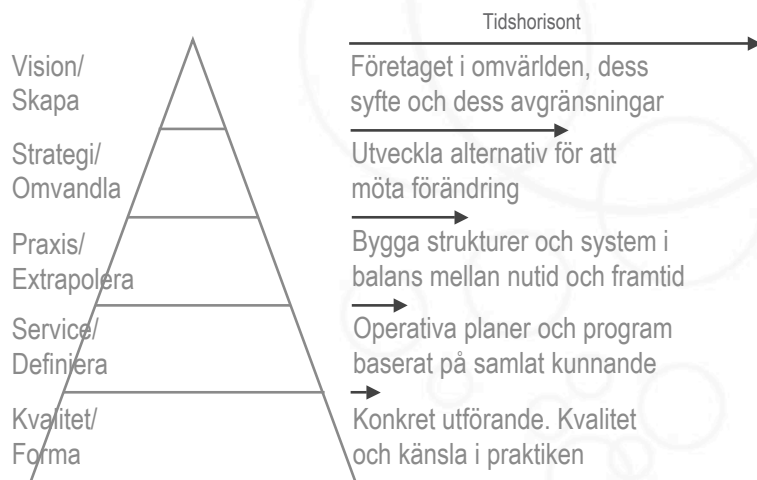 Tidshorisont
Vision/
Skapa
Företaget i omvärlden, dess
syfte och dess avgränsningar
Strategi/
Omvandla
Utveckla alternativ för att
möta förändring
Praxis/
Extrapolera
Bygga strukturer och system i
balans mellan nutid och framtid
Service/
Definiera
Operativa planer och program
baserat på samlat kunnande
Kvalitet/
Forma
Konkret utförande. Kvalitet
och känsla i praktiken